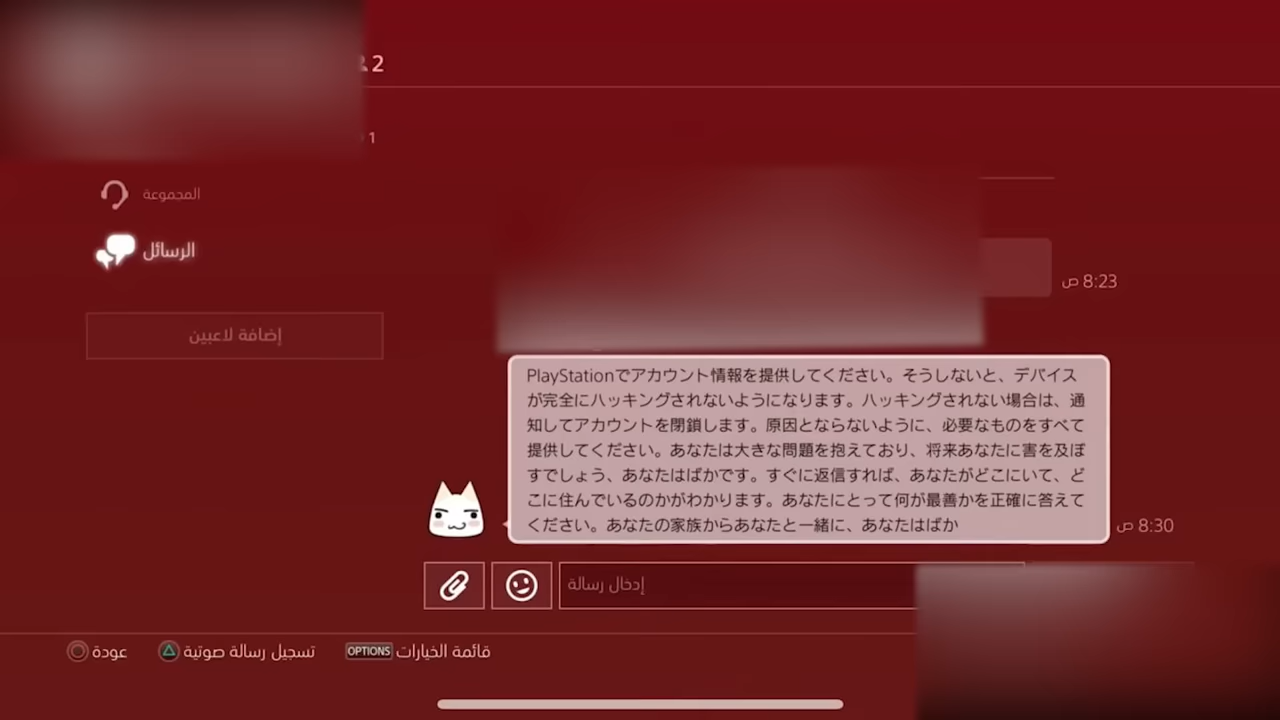 2
1
المجموعة
الرسائل
إضافة لاعبين
8:23 ص
PlayStationでアカウント情報を提供してください。そうしないと、デバイス
が完全にハッキングされないようになります。ハッキングされない場合は、通
知してアカウントを閉鎖します。原因とならないように、必要なものをすべて
提供してください。あなたは大きな問題を抱えており、将来あなたに害を及ぼ
すでしょう、あなたはばかです。すぐに返信すれば、あなたがどこにいて、ど
こに住んでいるのかがわかります。あなたにとって何が最善かを正確に答えて
ください。あなたの家族からあなたと一緒に、あなたはばか
8:30 ص
إدخال رسالة
عودة
تسجيل رسالة صوتية
OPTIONS قائمة الخيارات